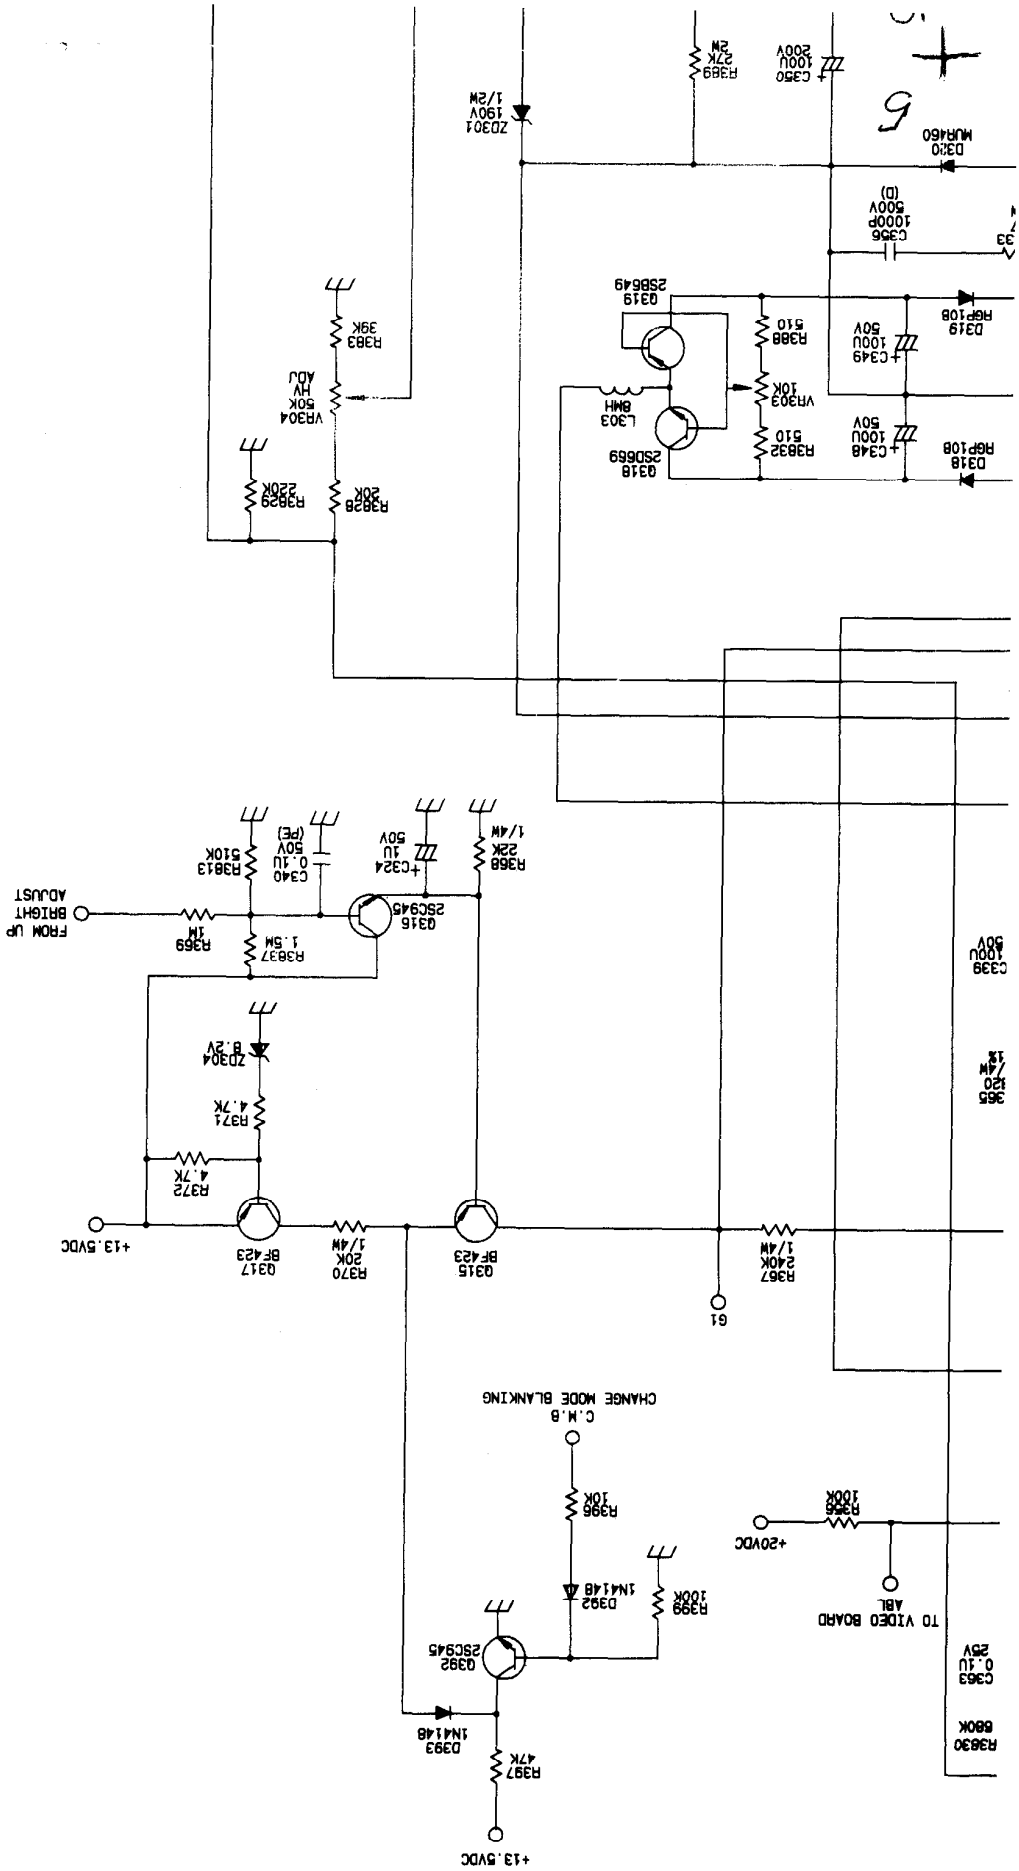 +13.5VDC
R397
47K
D393
1N4148
Q392
2SC945
D392
1N4148
R399
100K
R396
10K
C.M.B
CHANGE MODE BLANKING
R3830
680K
C363
0.1U
25V
TO VIDEO BOARD
ABL
+20VDC
R356
100K
G1
R367
240K
1/4W
Q315
BF423
R370
20K
1/4W
Q317
BF423
+13.5VDC
R372
4.7K
R371
4.7K
ZD304
8.2V
365
320
/4W
1%
C339
100U
50V
R3837
1.5M
R369
1M
FROM UP
BRIGHT
ADJUST
Q316
2SC945
R3813
510K
C340
0.1U
50V
(PE)
+C324
1U
50V
R368
22K
1/4W
R3829
220K
R3828
20K
VR304
50K
HV
ADJ
R383
39K
Q318
2SD669
L303
8MH
R3832
510
VR303
10K
R388
510
Q319
2SB649
+C348
100U
50V
D318
RGP10B
+C349
100U
50V
D319
RGP10B
33
C356
1000P
500V
(D)
D320
MUR460
ZD301
190V
1/2W
R389
27K
2W
+C350
100U
200V
5